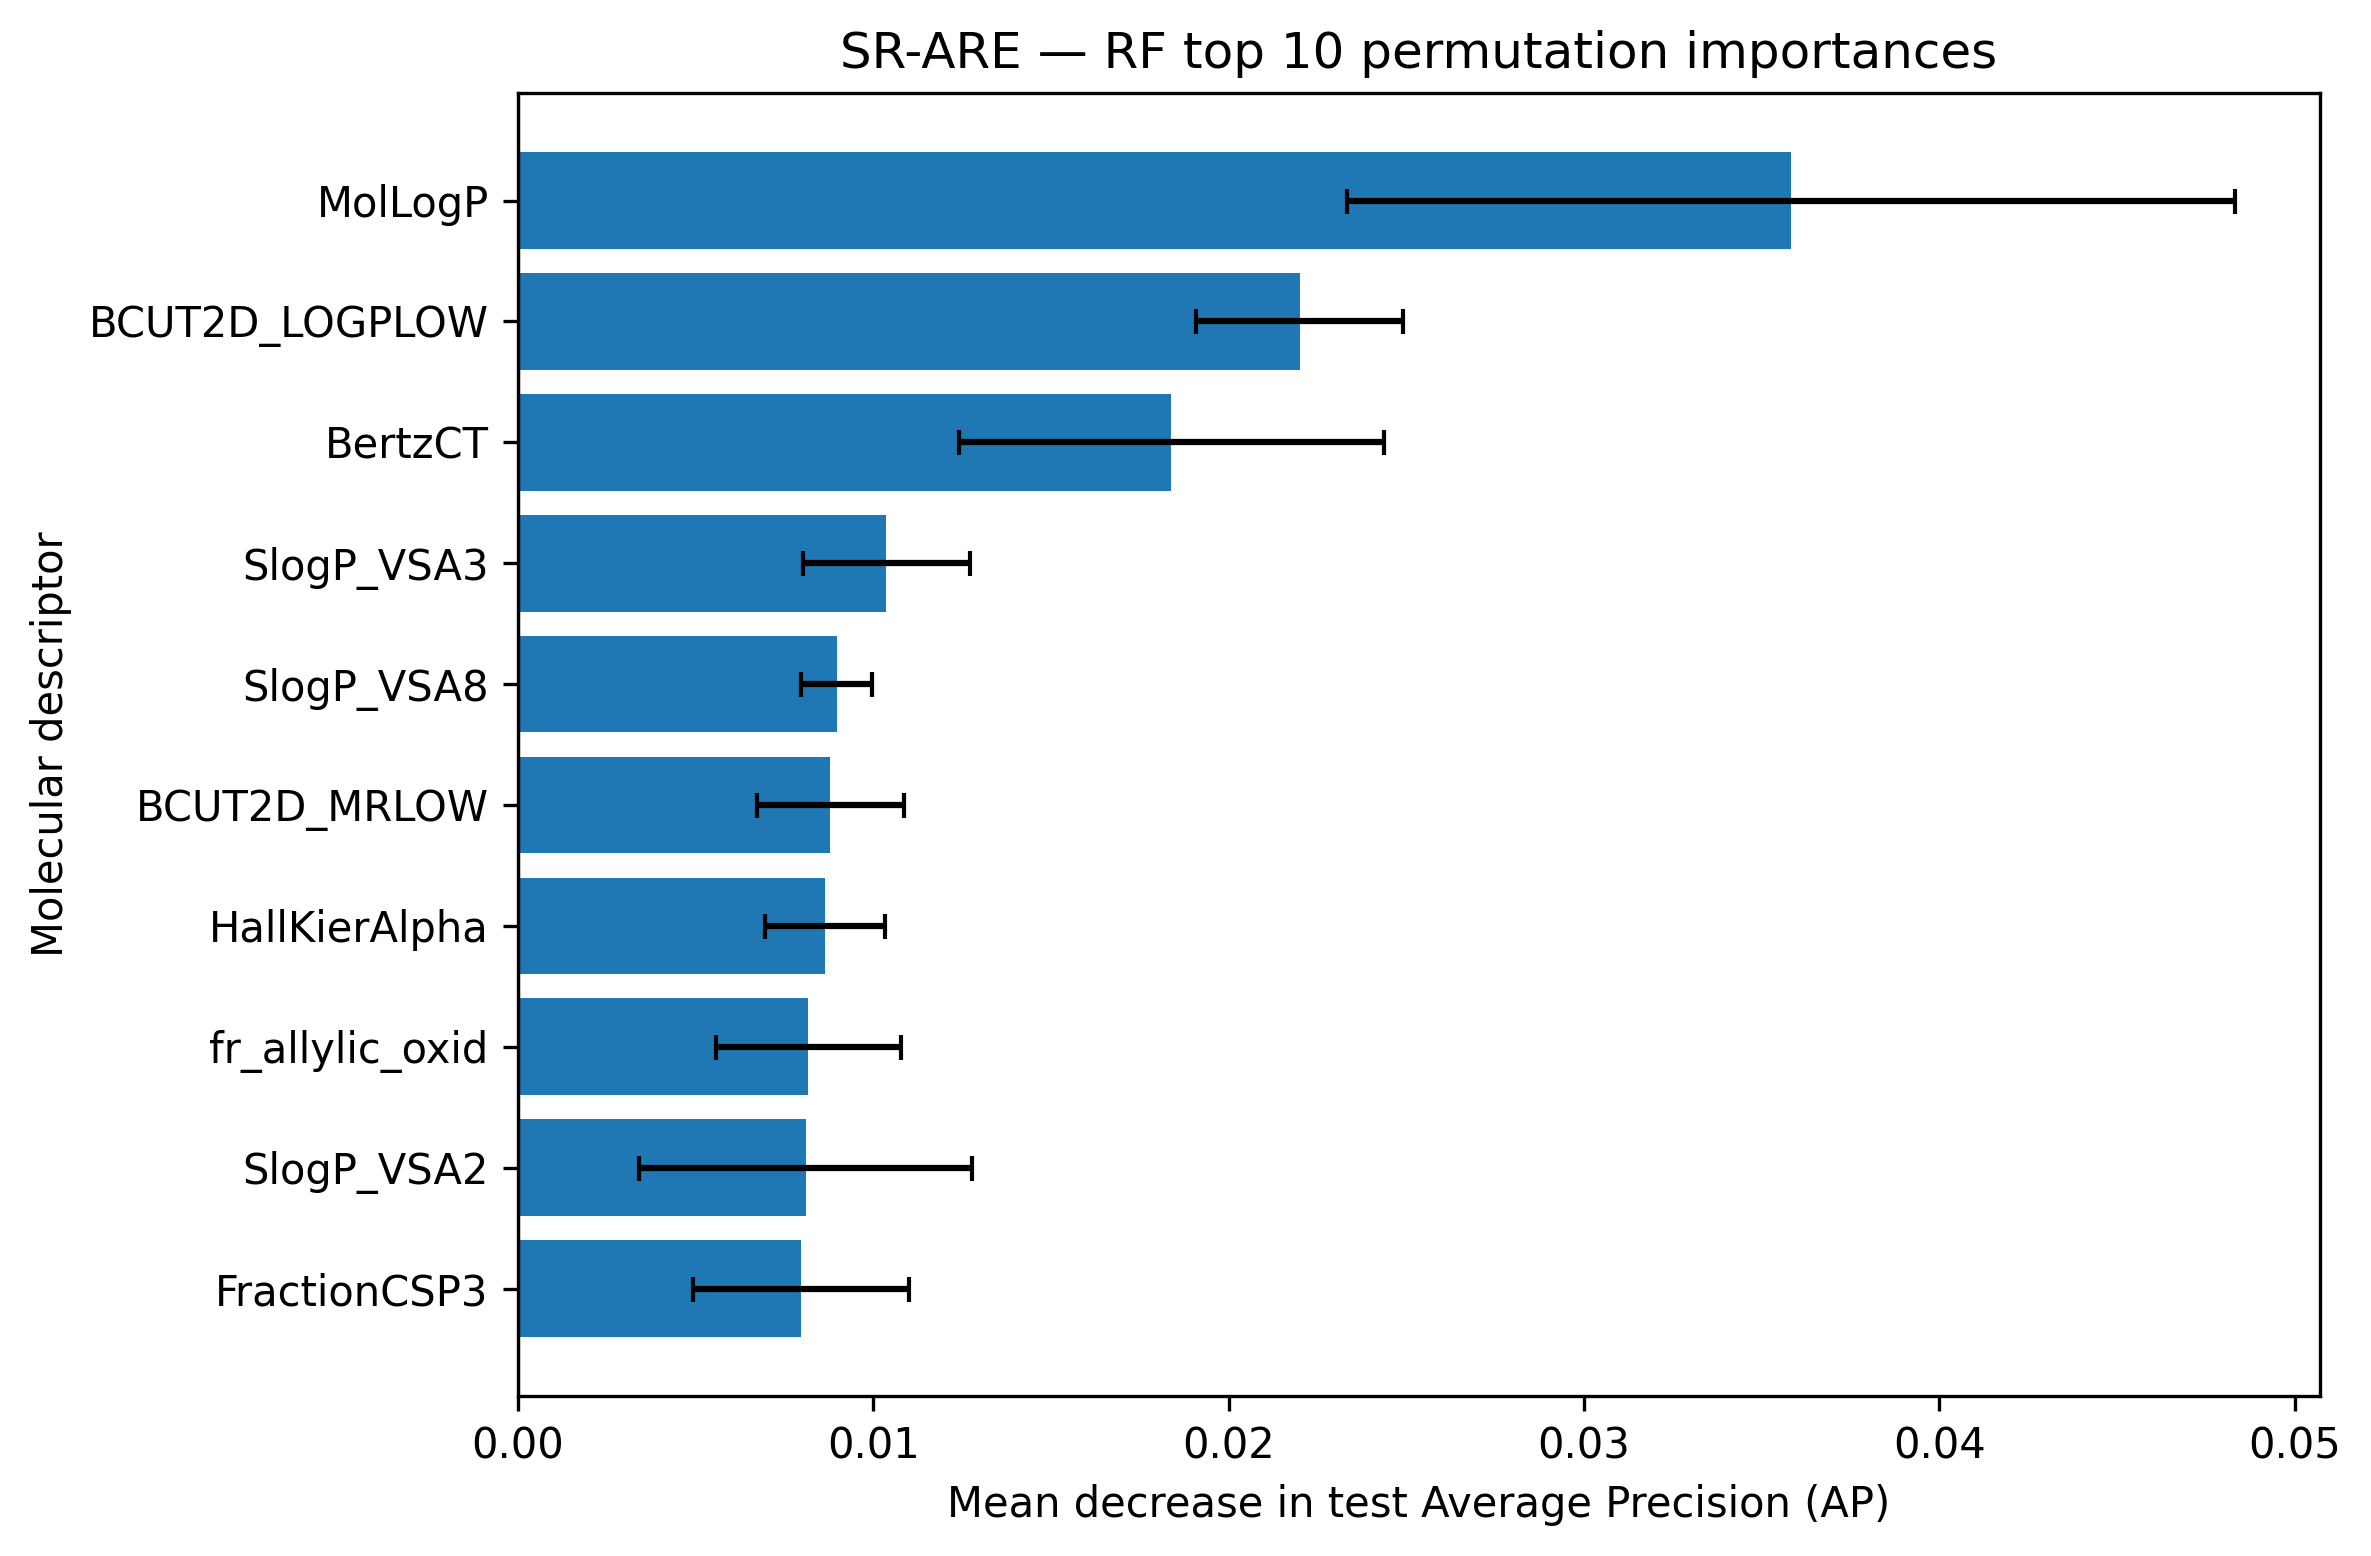 SR-ARE — RF top 10 permutation importances
Molecular descriptor
MolLogP
BCUT2D_LOGPLOW
BertzCT
SlogP_VSA3
SlogP_VSA8
BCUT2D_MRLOW
HallKierAlpha
fr_allylic_oxid
SlogP_VSA2
FractionCSP3
0.00 0.01 0.02 0.03 0.04 0.05
Mean decrease in test Average Precision (AP)